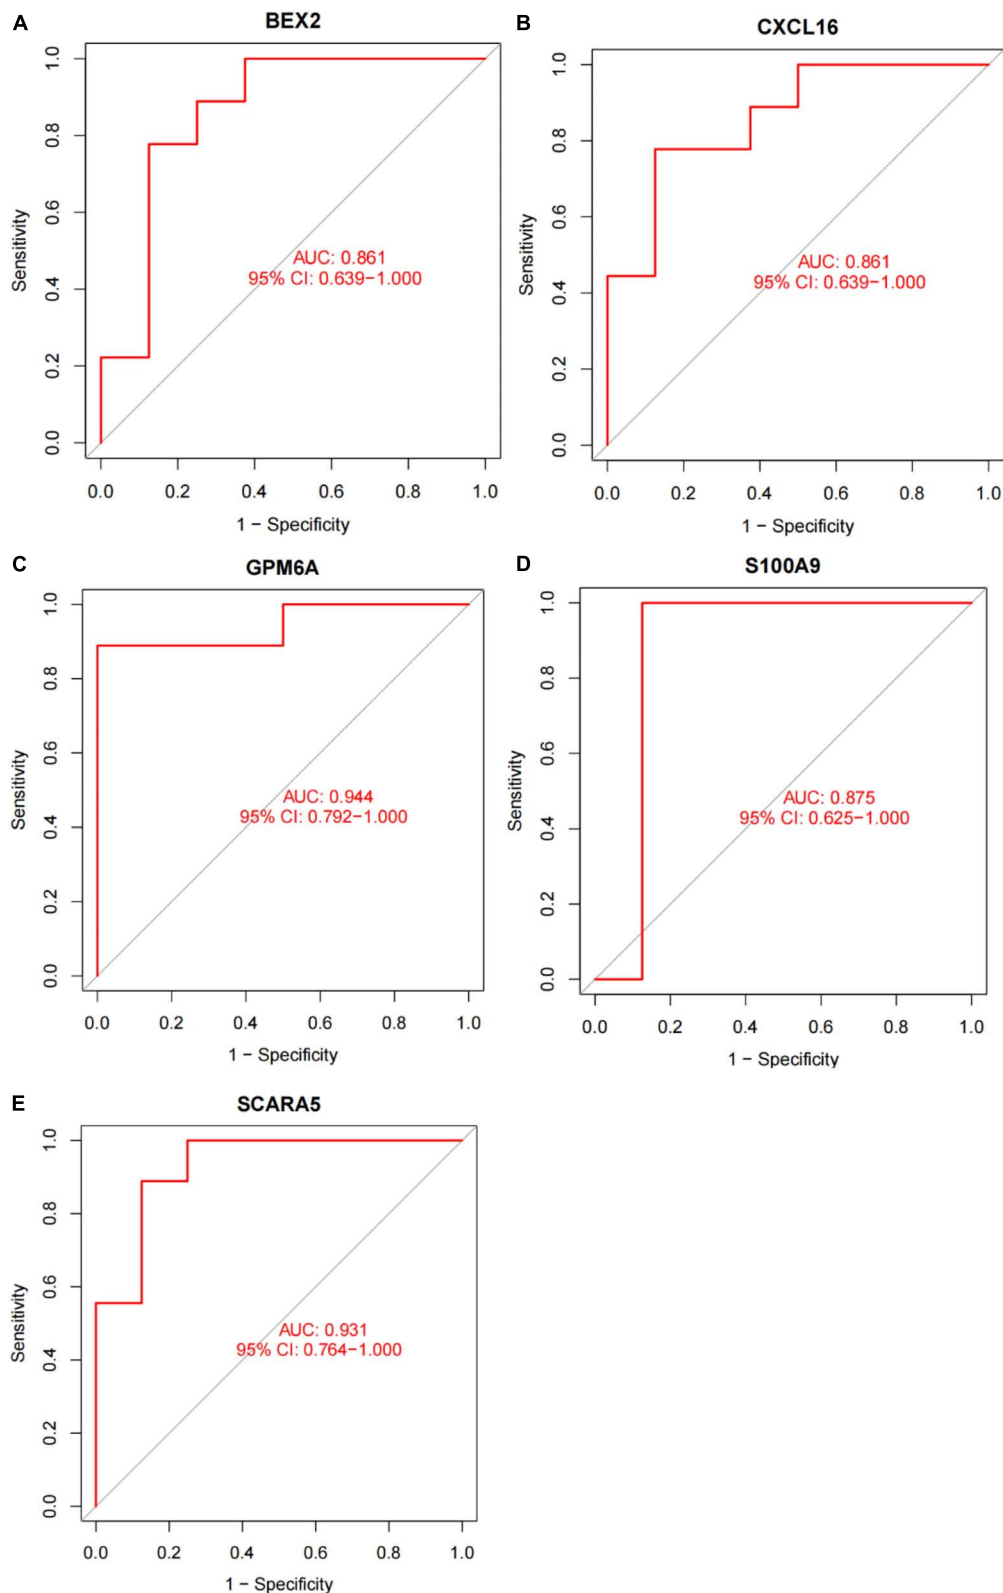 A
BEX2
1.0
0.8
0.6
0.4
0.2
0.0
Sensitivity
AUC: 0.861
95% CI: 0.639−1.000
0.0 0.2 0.4 0.6 0.8 1.0
1 − Specificity
B
CXCL16
1.0
0.8
0.6
0.4
0.2
0.0
Sensitivity
AUC: 0.861
95% CI: 0.639−1.000
0.0 0.2 0.4 0.6 0.8 1.0
1 − Specificity
C
GPM6A
1.0
0.8
0.6
0.4
0.2
0.0
Sensitivity
AUC: 0.944
95% CI: 0.792−1.000
0.0 0.2 0.4 0.6 0.8 1.0
1 − Specificity
D
S100A9
1.0
0.8
0.6
0.4
0.2
0.0
Sensitivity
AUC: 0.875
95% CI: 0.625−1.000
0.0 0.2 0.4 0.6 0.8 1.0
1 − Specificity
E
SCARA5
1.0
0.8
0.6
0.4
0.2
0.0
Sensitivity
AUC: 0.931
95% CI: 0.764−1.000
0.0 0.2 0.4 0.6 0.8 1.0
1 − Specificity